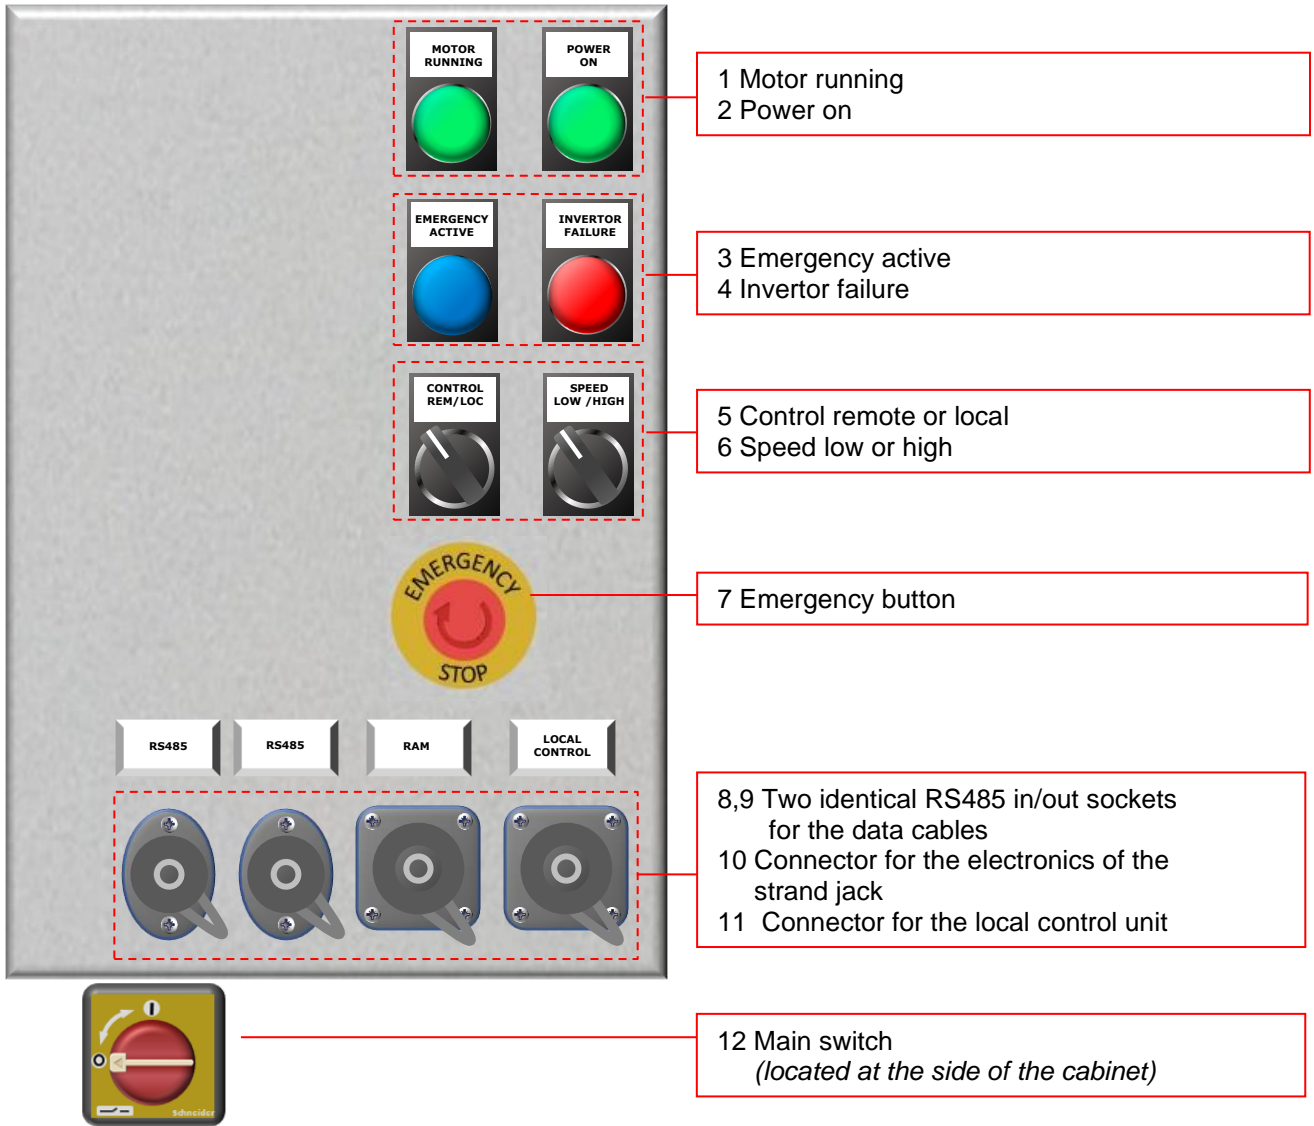 MOTOR
RUNNING
POWER
ON
1 Motor running
2 Power on
EMERGENCY
ACTIVE
INVERTOR
FAILURE
3 Emergency active
4 Invertor failure
CONTROL
REM/LOC
SPEED
LOW /HIGH
5 Control remote or local
6 Speed low or high
EMERGENCY
STOP
7 Emergency button
RS485
RS485
RAM
LOCAL
CONTROL
8,9 Two identical RS485 in/out sockets
for the data cables
10 Connector for the electronics of the
strand jack
11 Connector for the local control unit
I
O
Schneider
12 Main switch
(located at the side of the cabinet)